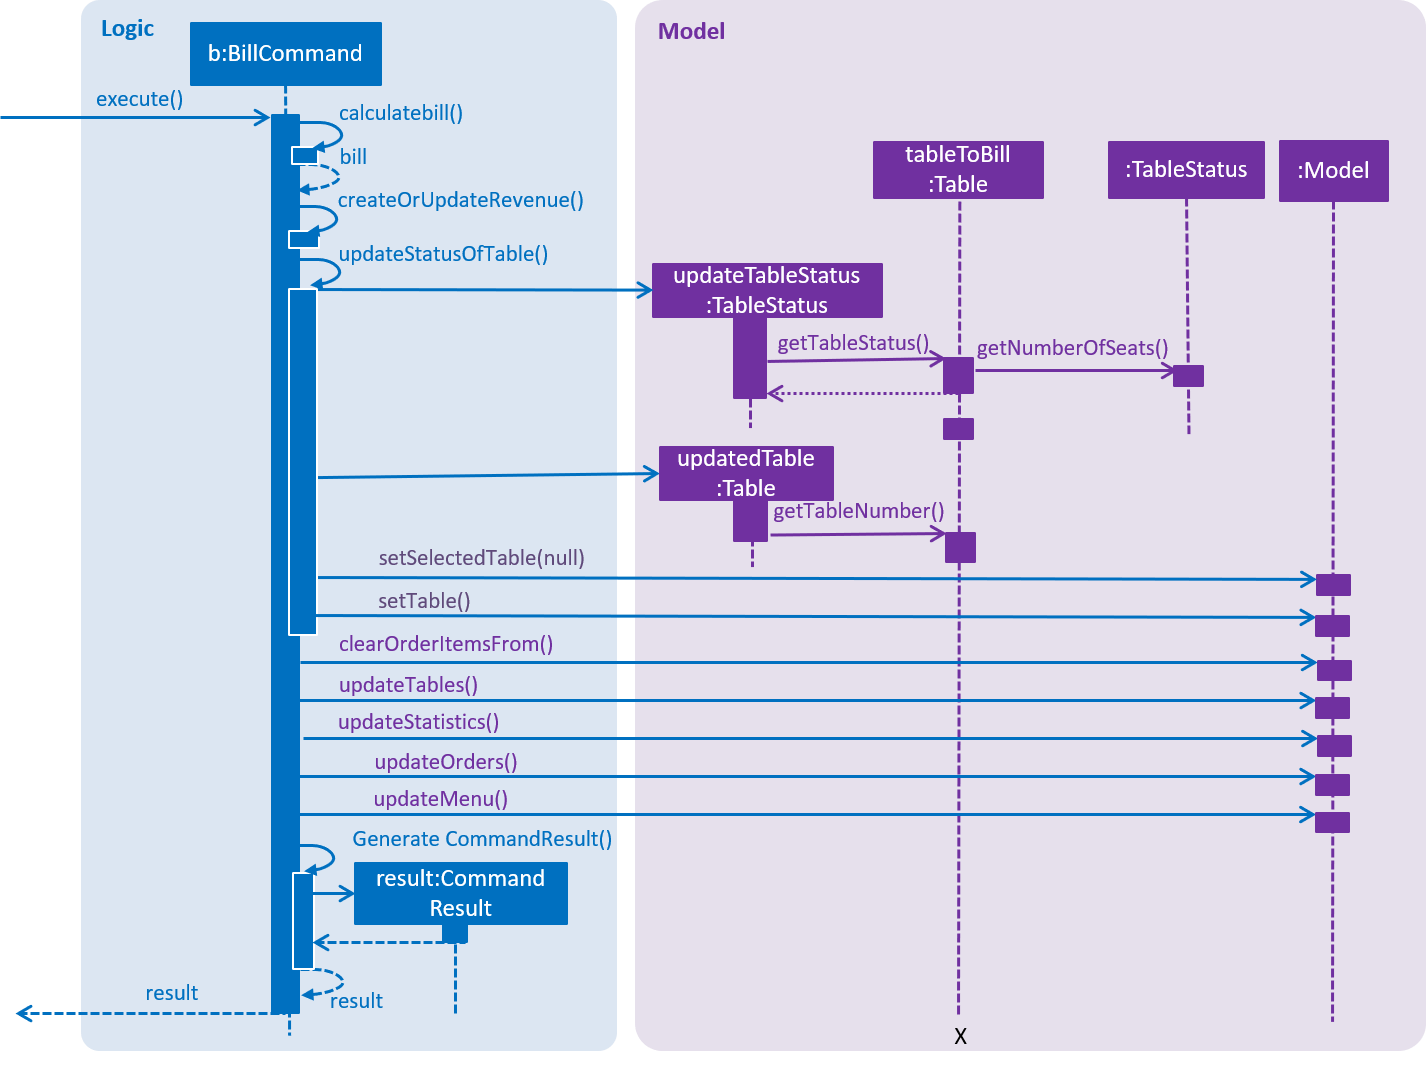 Logic
Model
b:BillCommand
execute()
calculatebill()
bill
tableToBill
:Table
:TableStatus
:Model
createOrUpdateRevenue()
updateStatusOfTable()
updateTableStatus
:TableStatus
getTableStatus()
getNumberOfSeats()
updatedTable
:Table
getTableNumber()
setSelectedTable(null)
setTable()
clearOrderItemsFrom()
updateTables()
updateStatistics()
updateOrders()
updateMenu()
Generate CommandResult()
result:Command
Result
result
result
X